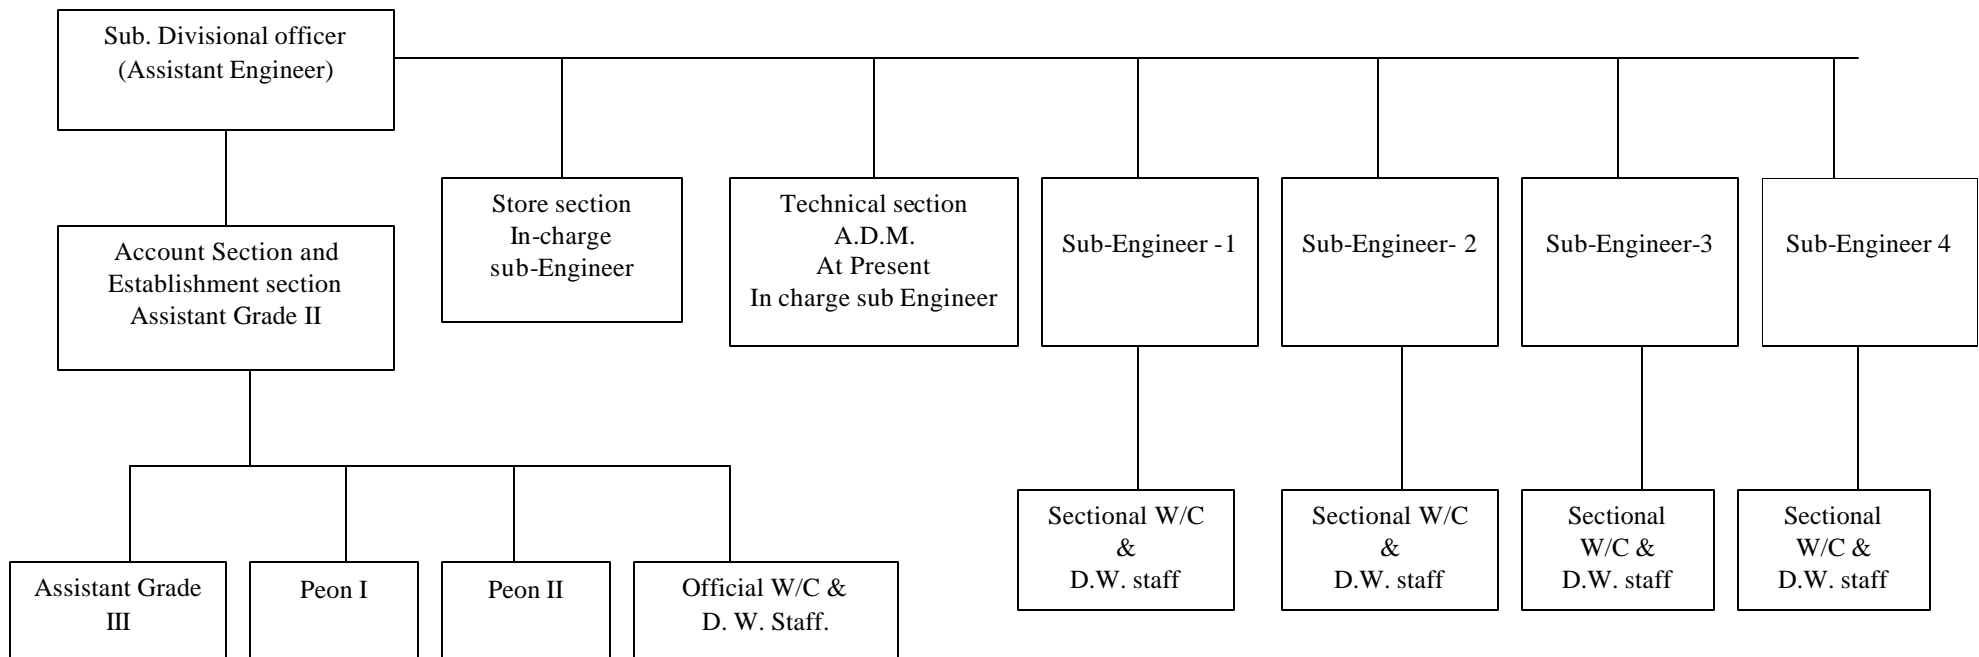 Sub. Divisional officer
(Assistant Engineer)
Store section
In-charge
sub-Engineer
Technical section
A.D.M.
At Present
In charge sub Engineer
Sub-Engineer -1
Sub-Engineer- 2
Sub-Engineer-3
Sub-Engineer 4
Account Section and
Establishment section
Assistant Grade II
Sectional W/C
&
D.W. staff
Sectional W/C
&
D.W. staff
Sectional
W/C &
D.W. staff
Sectional
W/C &
D.W. staff
Assistant Grade
III
Peon I
Peon II
Official W/C &
D. W. Staff.